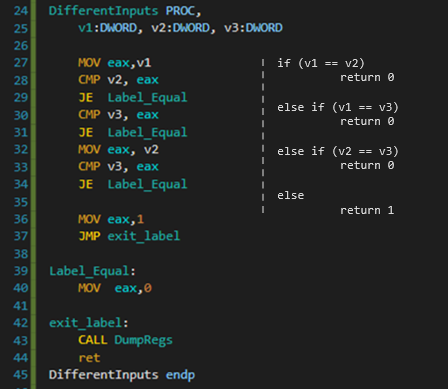 24 DifferentInputs PROC,
25 v1:DWORD, v2:DWORD, v3:DWORD
26
27 MOV eax,v1 | if (v1 == v2)
28 CMP v2, eax | return 0
29 JE Label_Equal |
30 CMP v3, eax | else if (v1 == v3)
31 JE Label_Equal | return 0
32 MOV eax, v2 |
33 CMP v3, eax | else if (v2 == v3)
34 JE Label_Equal | return 0
35 |
36 MOV eax,1 | else
37 JMP exit_label | return 1
38
39 Label_Equal:
40 MOV eax,0
41
42 exit_label:
43 CALL DumpRegs
44 ret
45 DifferentInputs endp